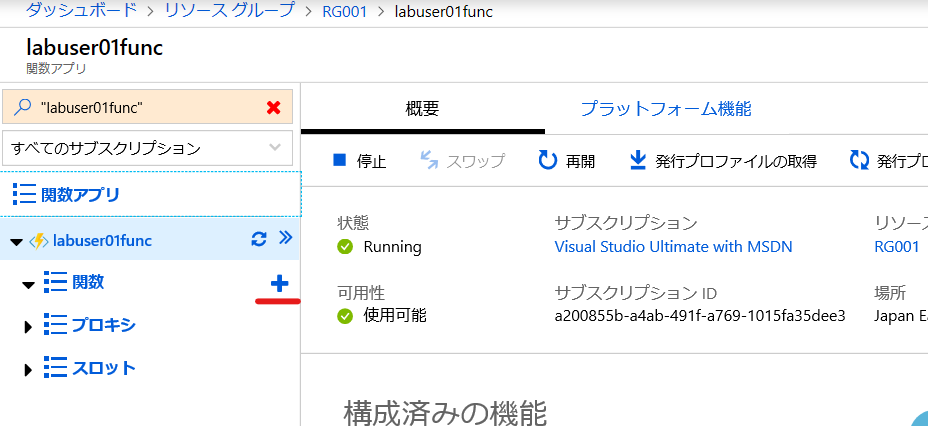 ダッシュボード > リソース グループ > RG001 > labuser01func
labuser01func
関数アプリ
"labuser01func"
すべてのサブスクリプション
関数アプリ
labuser01func
関数
プロキシ
スロット
概要 プラットフォーム機能
停止 スワップ 再開 発行プロファイルの取得 発行プロ
状態 サブスクリプション リソース
Running Visual Studio Ultimate with MSDN RG001
可用性 サブスクリプション ID 場所
使用可能 a200855b-a4ab-491f-a769-1015fa35dee3 Japan Ea
構成済みの機能